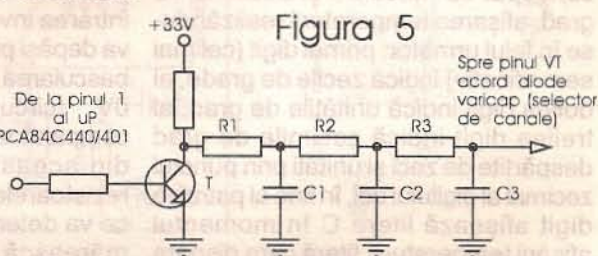 Figura 5
+33V
De la pinul 1
al uP
PCA84C440/401
Spre pinul VT
acord diode
varicap (selector
de canale)
R1
R2
R3
T
C1
C2
C3